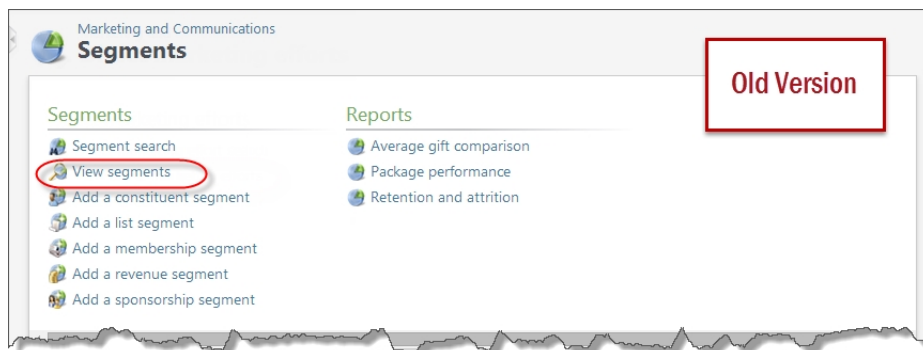 Marketing and Communications
Segments
Old Version
Segments
Segment search
View segments
Add a constituent segment
Add a list segment
Add a membership segment
Add a revenue segment
Add a sponsorship segment
Reports
Average gift comparison
Package performance
Retention and attrition